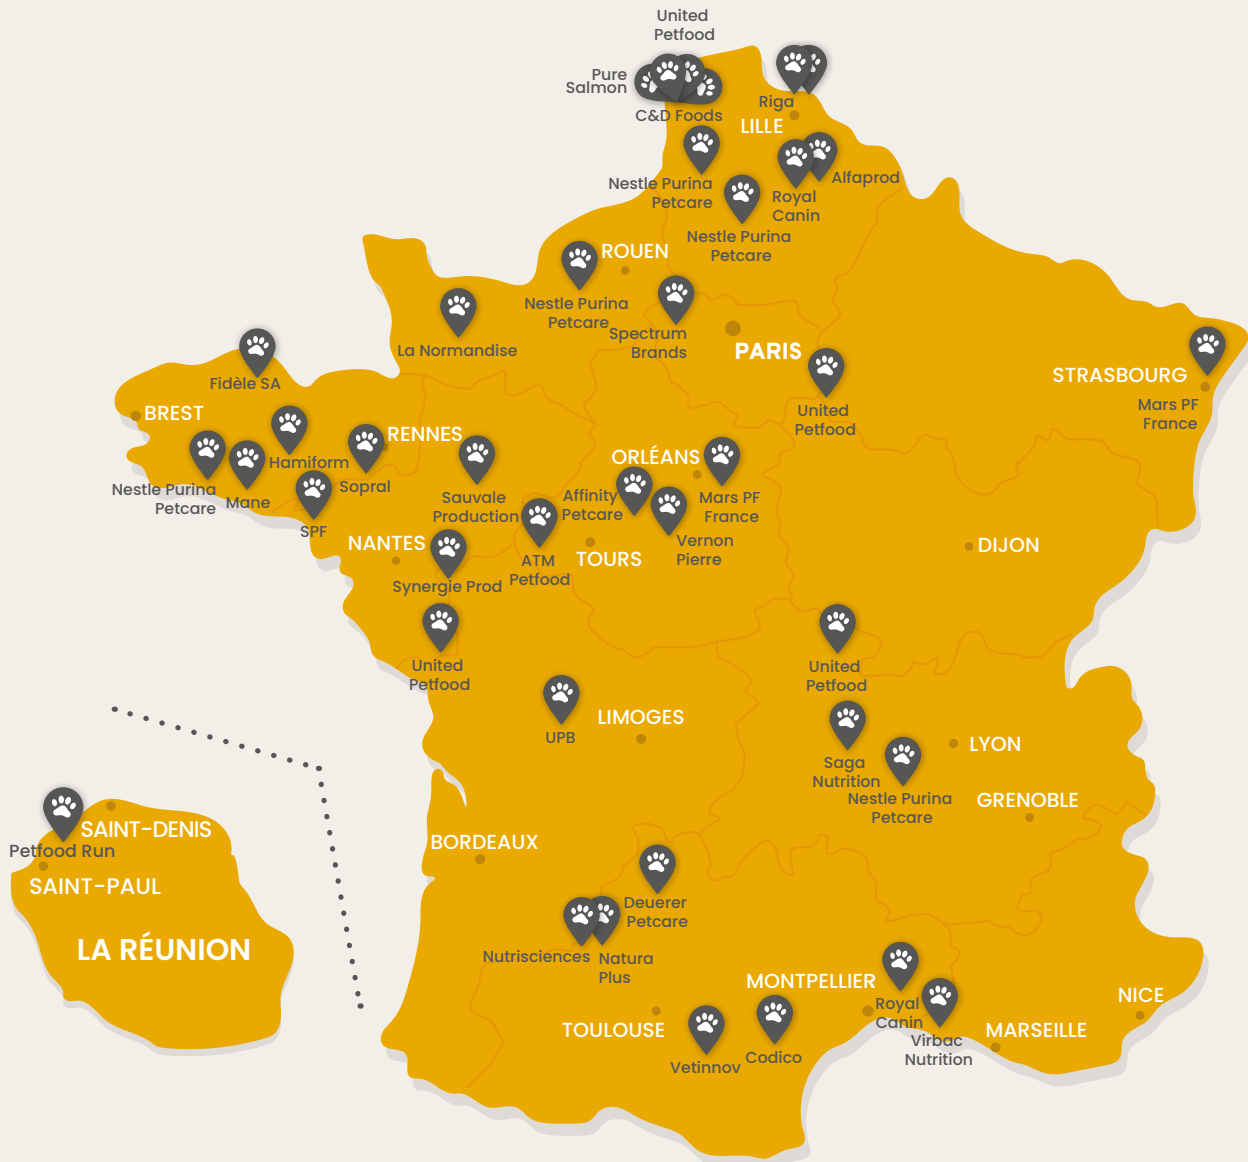 United
Petfood
Pure
Salmon
C&D Foods
Riga
LILLE
Nestle Purina
Petcare
Alfaprod
Royal
Canin
Nestle Purina
Petcare
ROUEN
Nestle Purina
Petcare
Spectrum
Brands
La Normandise
PARIS
Fidèle SA
STRASBOURG
Mars PF
France
United
Petfood
BREST
RENNES
Hamiform
Sopral
Nestle Purina
Petcare
Mane
SPF
Sauvale
Production
ORLÉANS
Affinity
Petcare
Mars PF
France
Vernon
Pierre
NANTES
Synergie Prod
ATM
Petfood
TOURS
DIJON
United
Petfood
United
Petfood
UPB
LIMOGES
Saga
Nutrition
LYON
Nestle Purina
Petcare
GRENOBLE
SAINT-DENIS
Petfood Run
SAINT-PAUL
LA RÉUNION
BORDEAUX
Deuerer
Petcare
Nutrisciences
Natura
Plus
MONTPELLIER
Royal
Canin
NICE
TOULOUSE
Vetinnov
Codico
Virbac
Nutrition
MARSEILLE